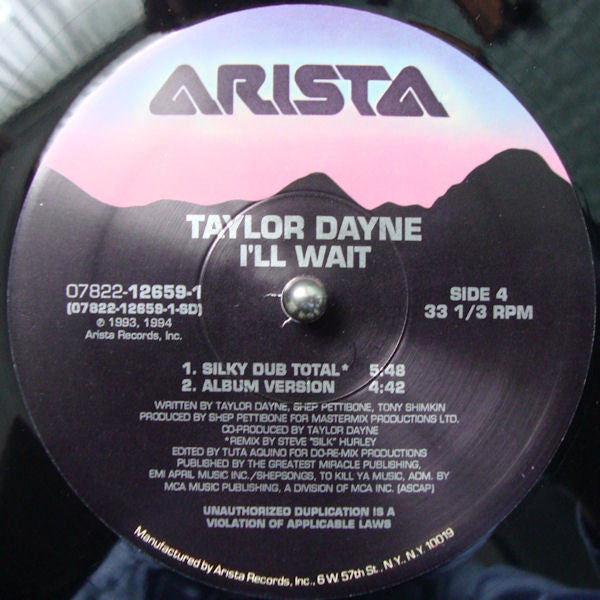 ARISTA
TAYLOR DAYNE
I'LL WAIT
07822-12659-1
(07822-12659-1-SD)
℗ 1993, 1994
Arista Records, Inc.
SIDE 4
33 1/3 RPM
1. SILKY DUB TOTAL* 5:48
2. ALBUM VERSION 4:42
WRITTEN BY TAYLOR DAYNE, SHEP PETTIBONE, TONY SHIMKIN
PRODUCED BY SHEP PETTIBONE FOR MASTERMIX PRODUCTIONS LTD.
CO-PRODUCED BY TAYLOR DAYNE
*REMIX BY STEVE "SILK" HURLEY
EDITED BY TUTA AQUINO FOR DO-RE-MIX PRODUCTIONS
PUBLISHED BY THE GREATEST MIRACLE PUBLISHING,
EMI APRIL MUSIC INC./SHEPSONGS, TO KILL YA MUSIC, ADM. BY
MCA MUSIC PUBLISHING, A DIVISION OF MCA INC. (ASCAP)
UNAUTHORIZED DUPLICATION IS A
VIOLATION OF APPLICABLE LAWS
Manufactured by Arista Records, Inc., 6 W. 57th St., N.Y., N.Y. 10019